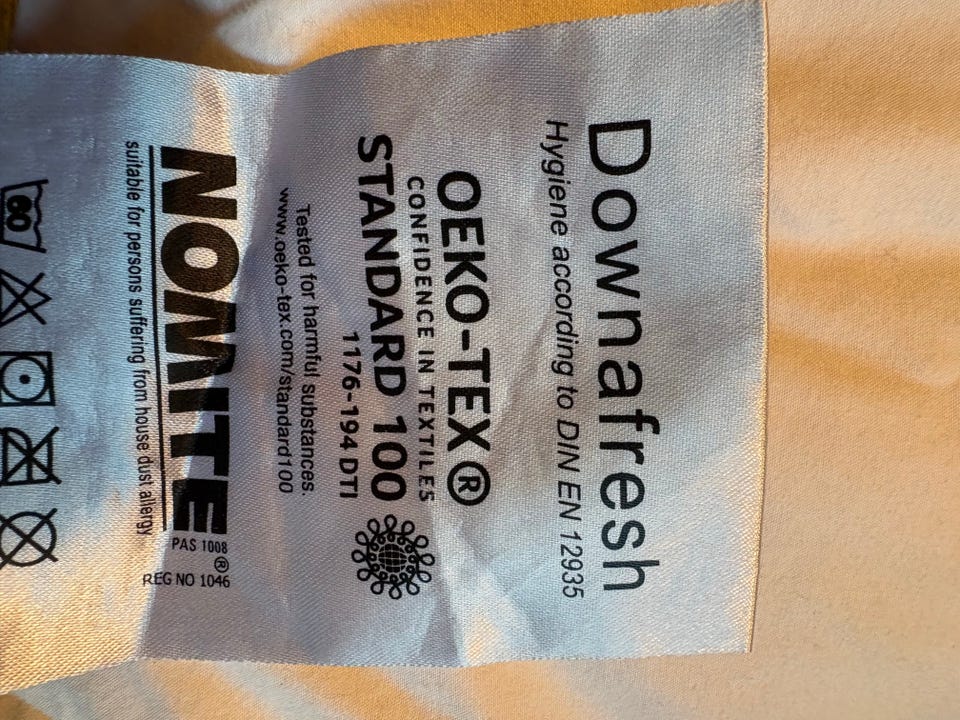 Downafresh
Hygiene according to DIN EN 12935
OEKO-TEX®
CONFIDENCE IN TEXTILES
STANDARD 100
1176-194 DTI
Tested for harmful substances.
www.oeko-tex.com/standard100
NOMITE®
PAS 1008
REG NO 1046
suitable for persons suffering from house dust allergy
60